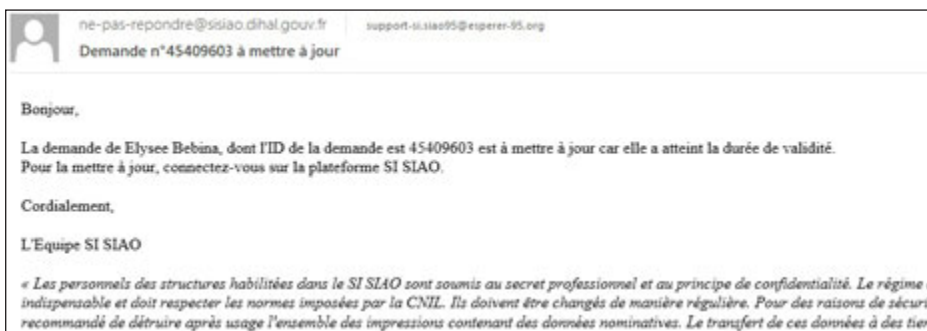 ne-pas-repondre@sisiao.dihal.gouv.fr support-si.siao95@esperer-95.org
Demande n°45409603 à mettre à jour
Bonjour,
La demande de Elysee Bebina, dont l'ID de la demande est 45409603 est à mettre à jour car elle a atteint la durée de validité.
Pour la mettre à jour, connectez-vous sur la plateforme SI SIAO.
Cordialement,
L'Equipe SI SIAO
« Les personnels des structures habilitées dans le SI SIAO sont soumis au secret professionnel et au principe de confidentialité. Le régime
indispensable et doit respecter les normes imposées par la CNIL. Ils doivent être changés de manière régulière. Pour des raisons de
recommandé de détruire après usage l'ensemble des impressions contenant des données nominatives. Le transfert de ces données à des